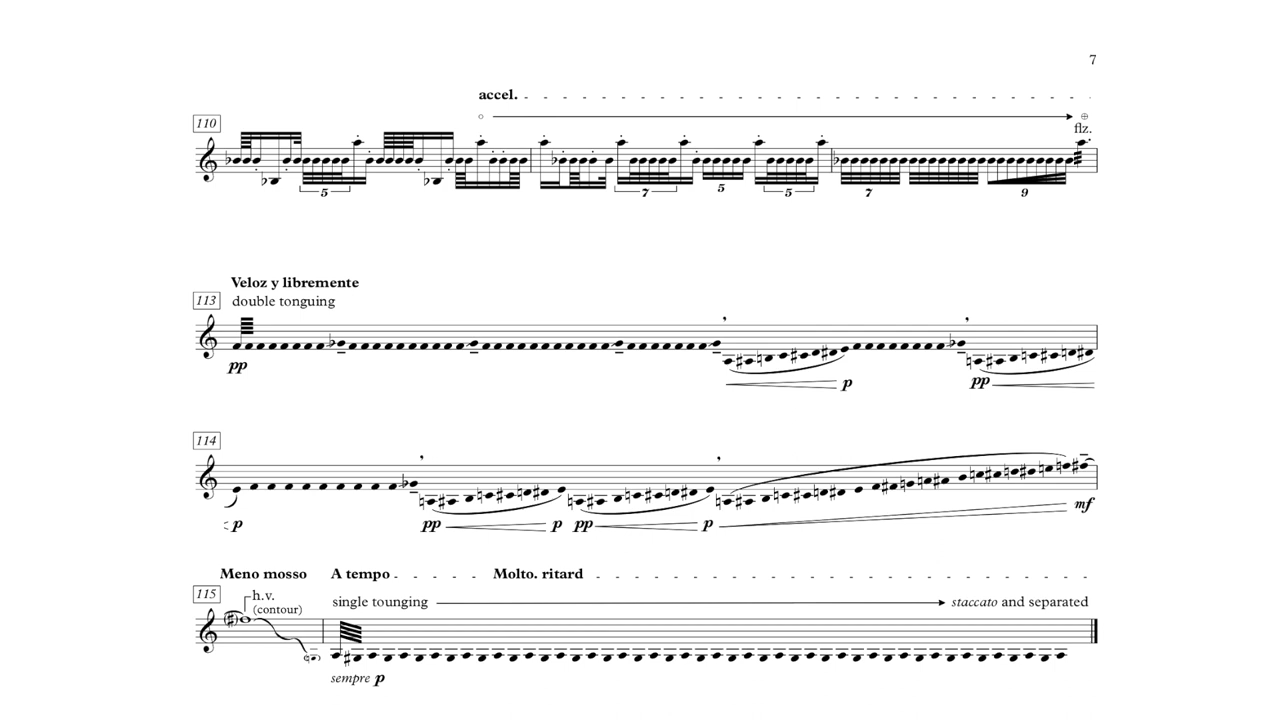 7
accel.
110
flz.
5
7
5
5
7
9
Veloz y libremente
113
double tonguing
pp
p
pp
114
p
pp
p
pp
p
mf
Meno mosso A tempo Molto. ritard
115
h.v.
(contour)
single tounging staccato and separated
sempre p